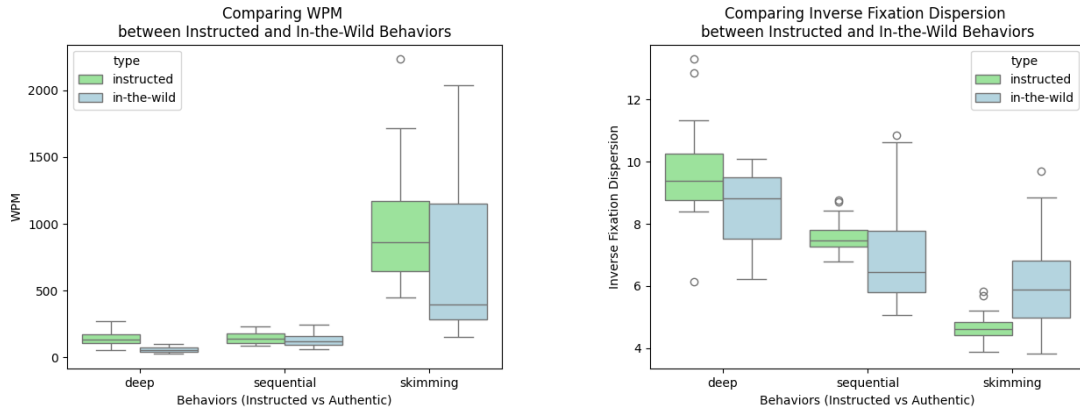 Comparing WPM
between Instructed and In-the-Wild Behaviors
type
instructed
in-the-wild
WPM
2000
1500
1000
500
0
deep
sequential
skimming
Behaviors (Instructed vs Authentic)
Comparing Inverse Fixation Dispersion
between Instructed and In-the-Wild Behaviors
type
instructed
in-the-wild
Inverse Fixation Dispersion
12
10
8
6
4
deep
sequential
skimming
Behaviors (Instructed vs Authentic)